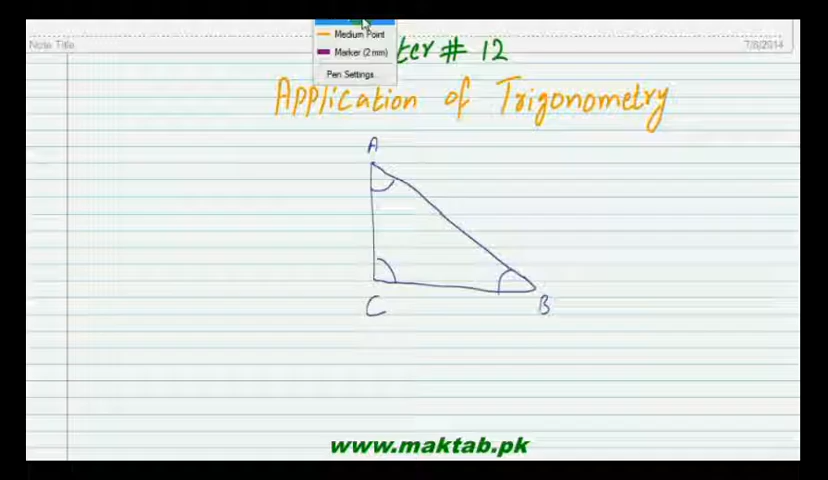 Medium Point
Marker (2 mm)
Pen Settings...
Note Title
ter # 12
7/8/2014
Application of Trigonometry
A
C
B
www.maktab.pk